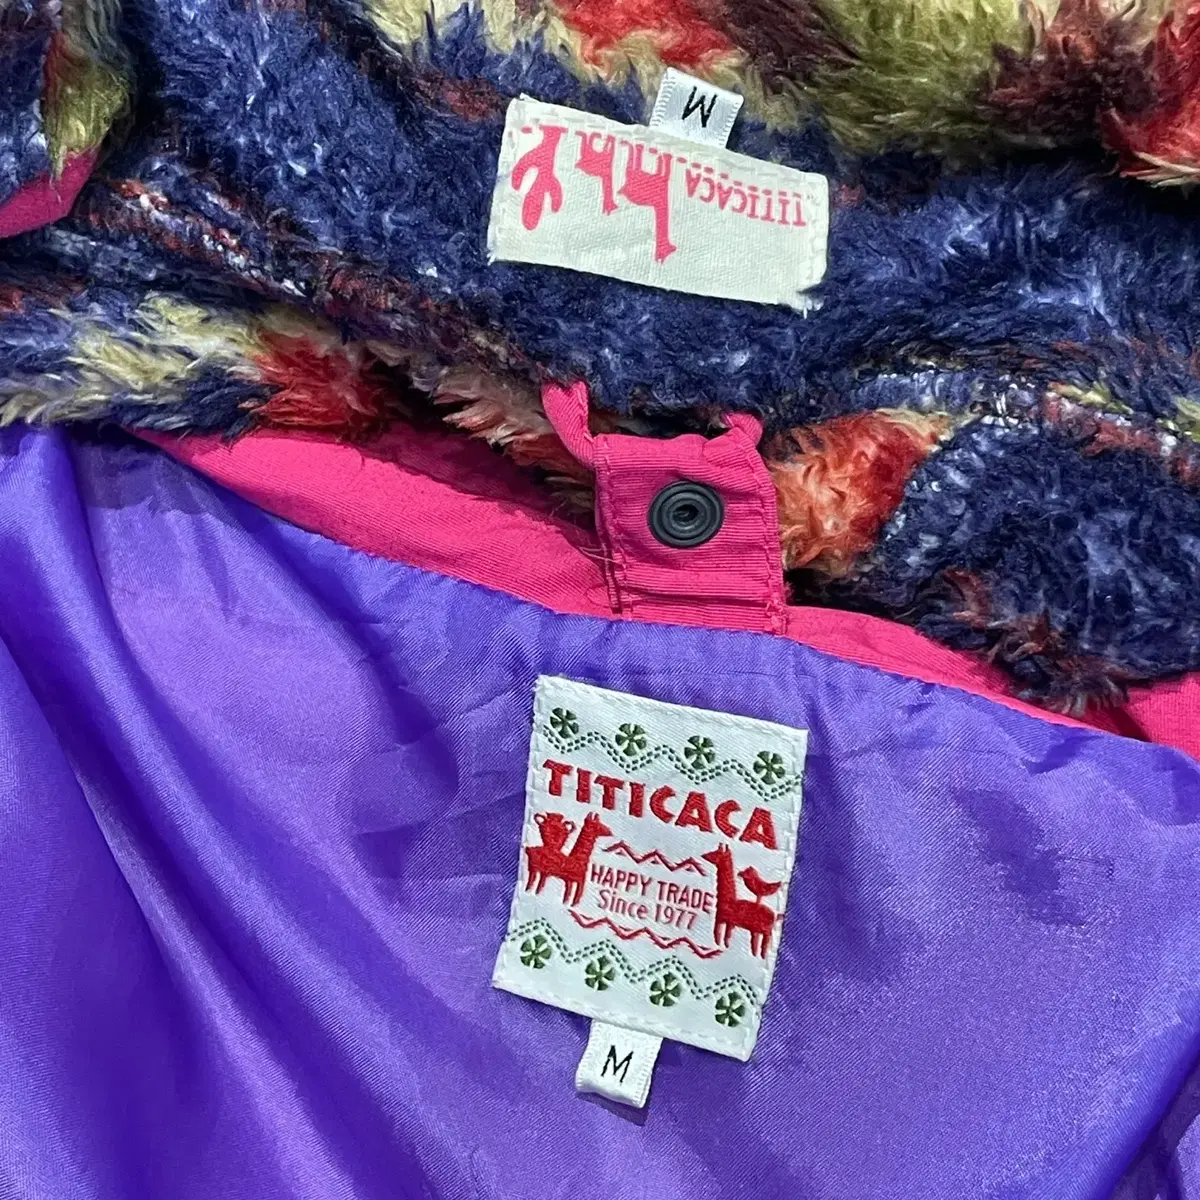 M
TITICACA
TITICACA
HAPPY TRADE
Since 1977
M